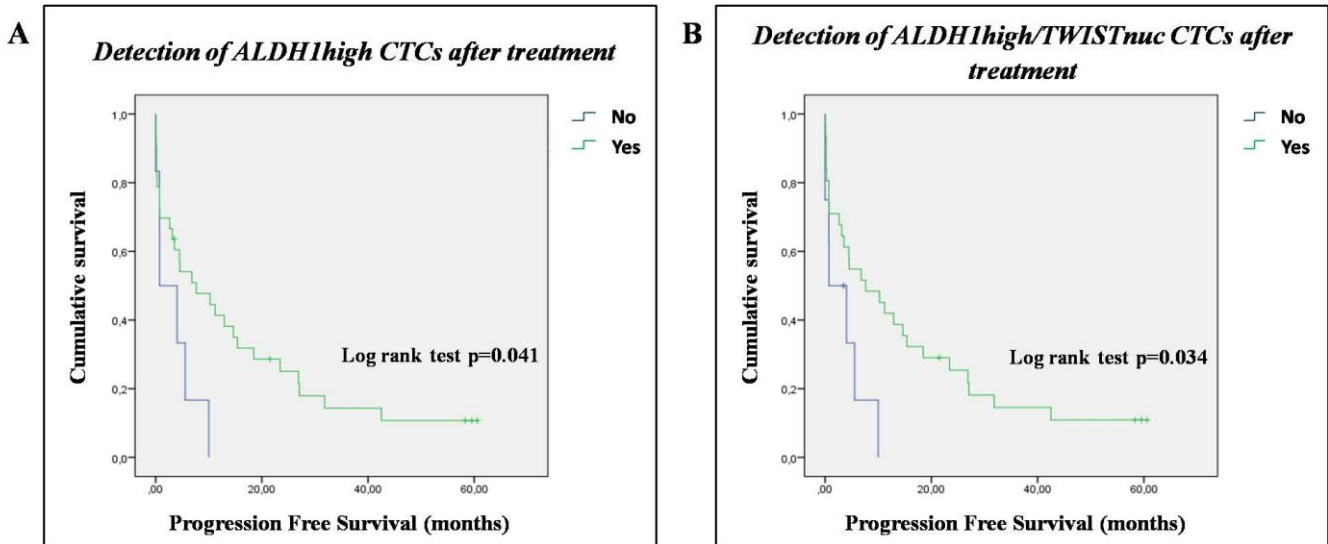 A
Detection of ALDH1high CTCs after treatment
No
Yes
1,0
0,8
0,6
0,4
0,2
0,0
Cumulative survival
Log rank test p=0.041
,00
20,00
40,00
60,00
Progression Free Survival (months)
B
Detection of ALDH1high/TWISTnuc CTCs after
treatment
No
Yes
1,0
0,8
0,6
0,4
0,2
0,0
Cumulative survival
Log rank test p=0.034
,00
20,00
40,00
60,00
Progression Free Survival (months)